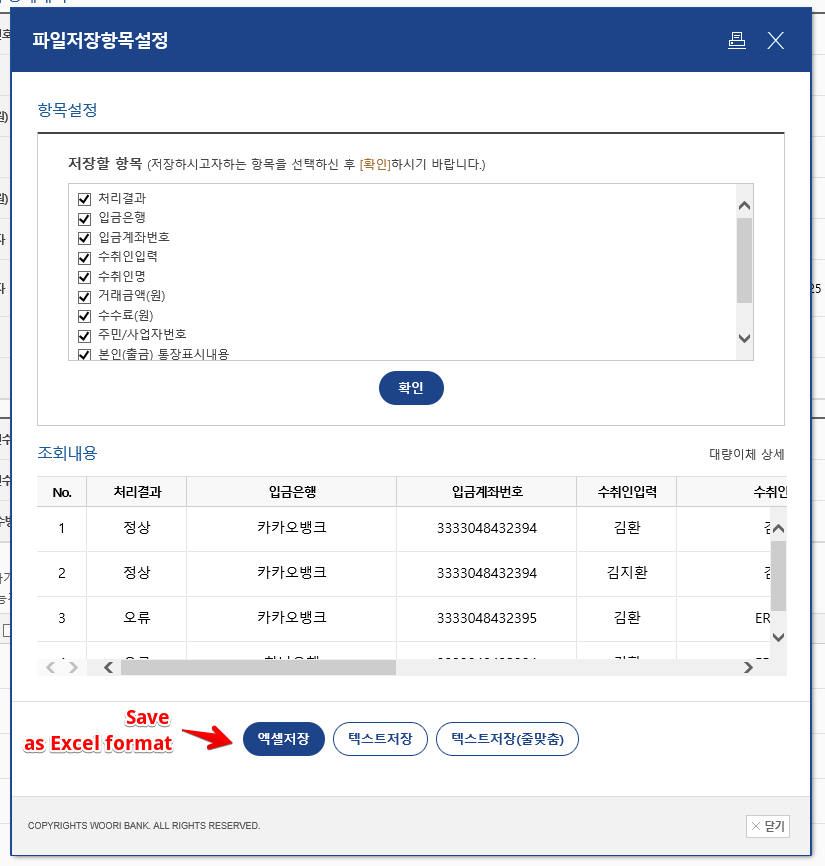 파일저장항목설정
항목설정
저장할 항목 (저장하시고자하는 항목을 선택하신 후 [확인]하시기 바랍니다.)
처리결과
입금은행
입금계좌번호
수취인입력
수취인명
거래금액(원)
수수료(원)
주민/사업자번호
본인(출금) 통장표시내용
확인
조회내용 대량이체 상세
No. 처리결과 입금은행 입금계좌번호 수취인입력 수취인
1 정상 카카오뱅크 3333048432394 김환
2 정상 카카오뱅크 3333048432394 김지환
3 오류 카카오뱅크 3333048432395 김환 ER
Save
as Excel format
엑셀저장 텍스트저장 텍스트저장(줄맞춤)
COPYRIGHTS WOORI BANK. ALL RIGHTS RESERVED. 닫기